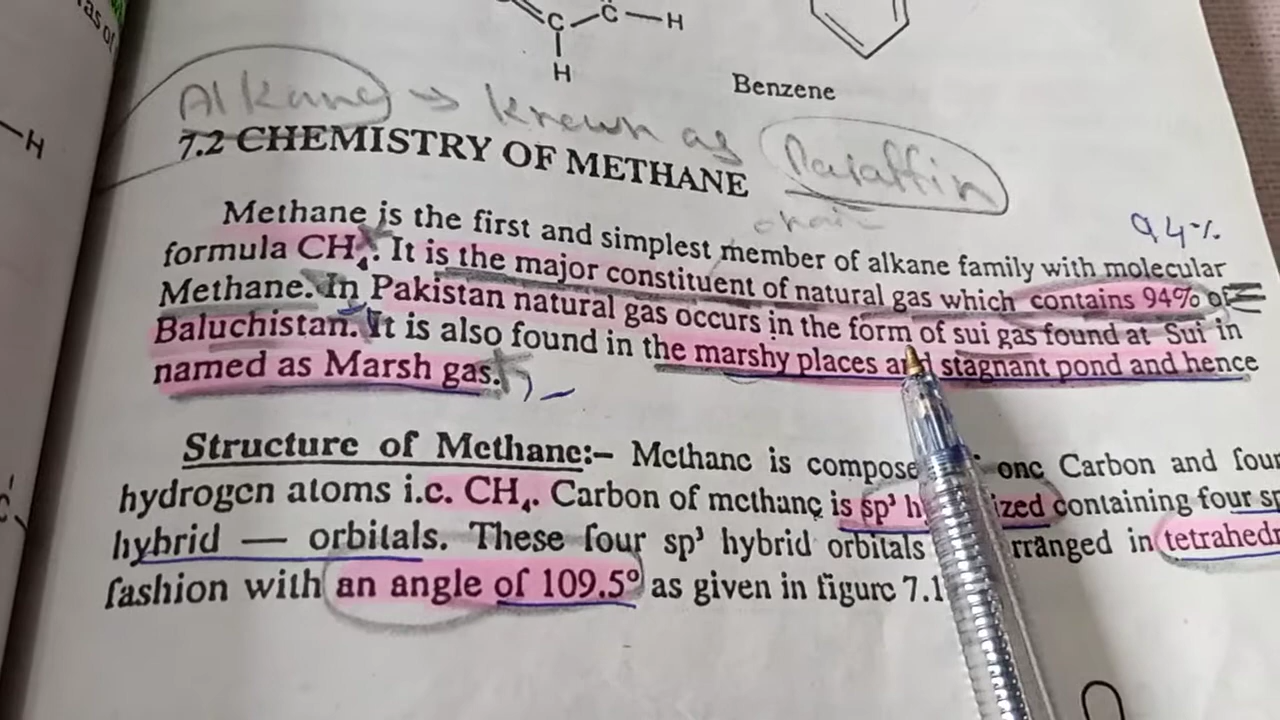 as of
C C H
H
H
Benzene
Alkane → known as Paraffin
7.2 CHEMISTRY OF METHANE
94%
Methane is the first and simplest member of alkane family with molecular
formula CH₄. It is the major constituent of natural gas which contains 94% of
Methane. In Pakistan natural gas occurs in the form of sui gas found at Sui in
Baluchistan. It is also found in the marshy places and stagnant pond and hence
named as Marsh gas.
Structure of Methane:– Methane is compose one Carbon and four
hydrogen atoms i.e. CH₄. Carbon of methane is sp³ h ized containing four sp
hybrid — orbitals. These four sp³ hybrid orbitals rranged in tetrahedr
fashion with an angle of 109.5° as given in figure 7.1